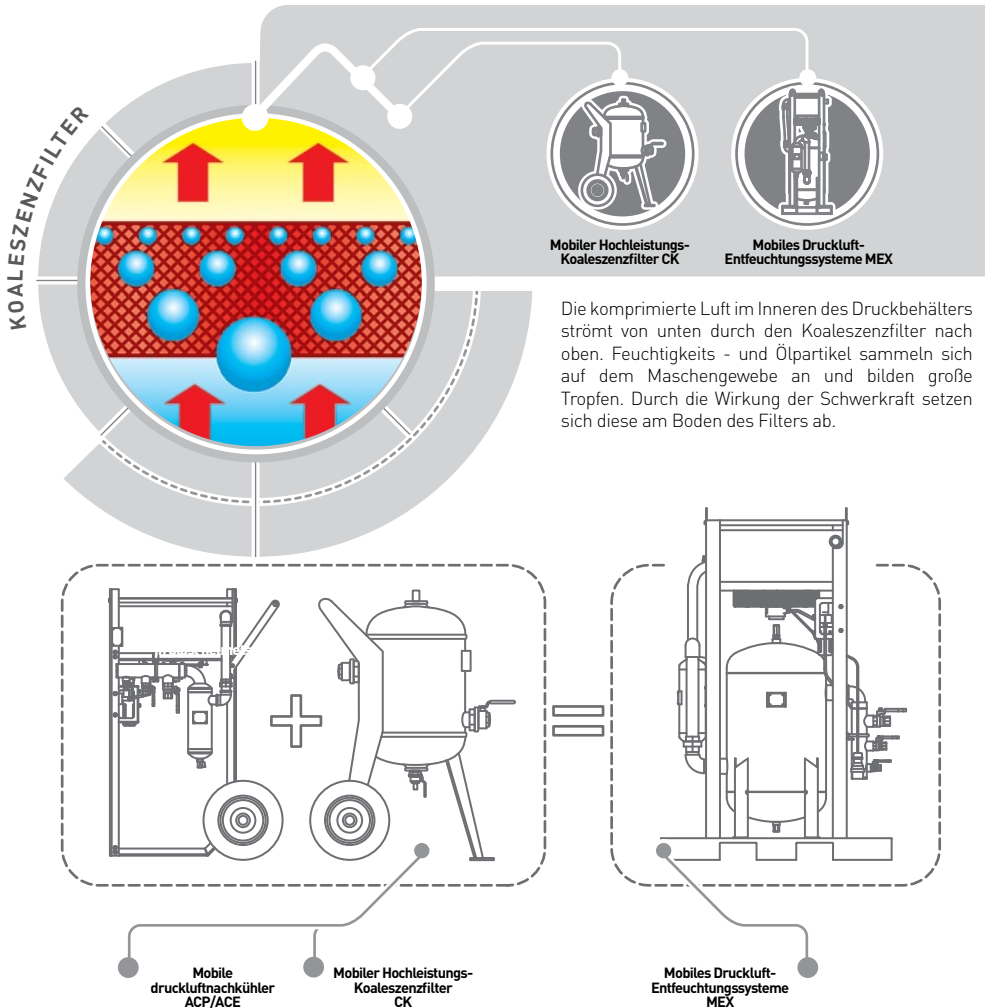 KOALESZENZFILTER
Mobiler Hochleistungs-
Koaleszenzfilter CK
Mobiles Druckluft-
Entfeuchtungssysteme MEX
Die komprimierte Luft im Inneren des Druckbehälters
strömt von unten durch den Koaleszenzfilter nach
oben. Feuchtigkeits - und Ölpartikel sammeln sich
auf dem Maschengewebe an und bilden große
Tropfen. Durch die Wirkung der Schwerkraft setzen
sich diese am Boden des Filters ab.
Mobile
druckluftnachkühler
ACP/ACE
Mobiler Hochleistungs-
Koaleszenzfilter
CK
Mobiles Druckluft-
Entfeuchtungssysteme
MEX